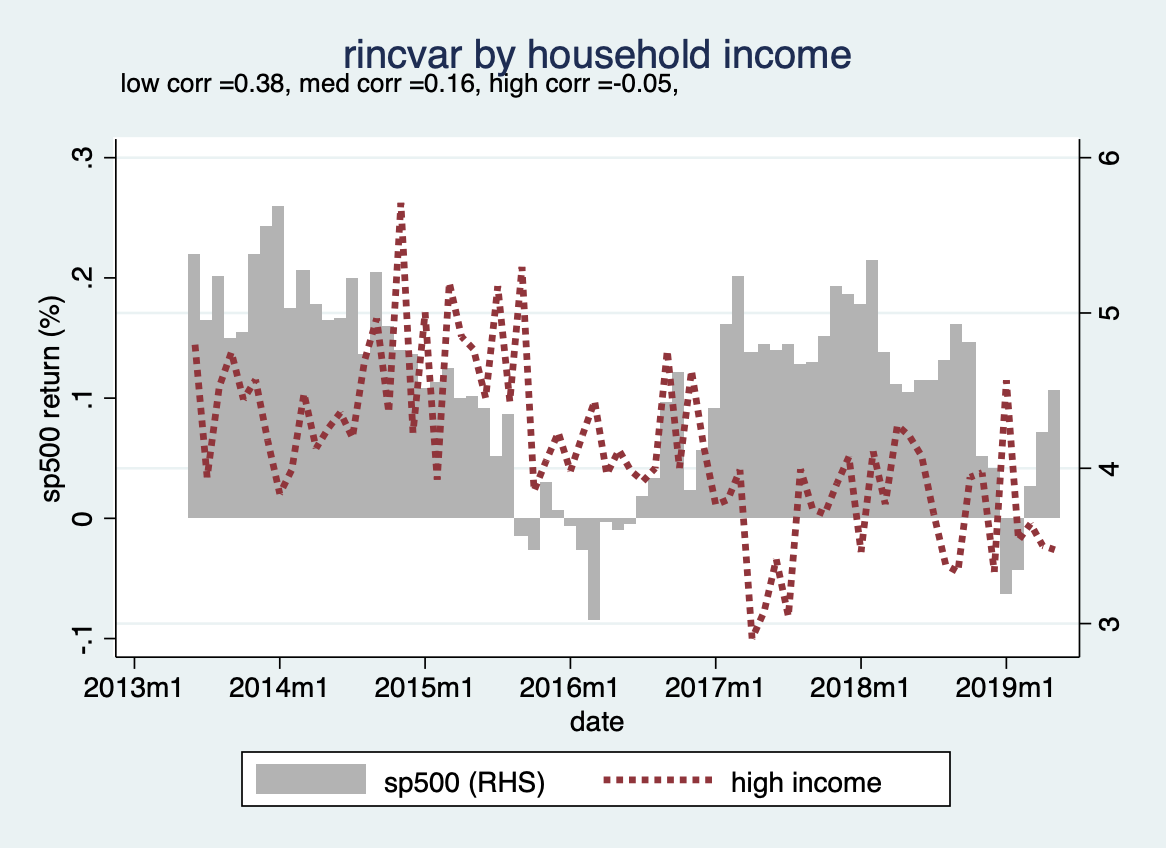 rincvar by household income
low corr =0.38, med corr =0.16, high corr =-0.05,
.3
.2
.1
0
-.1
sp500 return (%)
6
5
4
3
2013m1 2014m1 2015m1 2016m1 2017m1 2018m1 2019m1
date
sp500 (RHS) high income